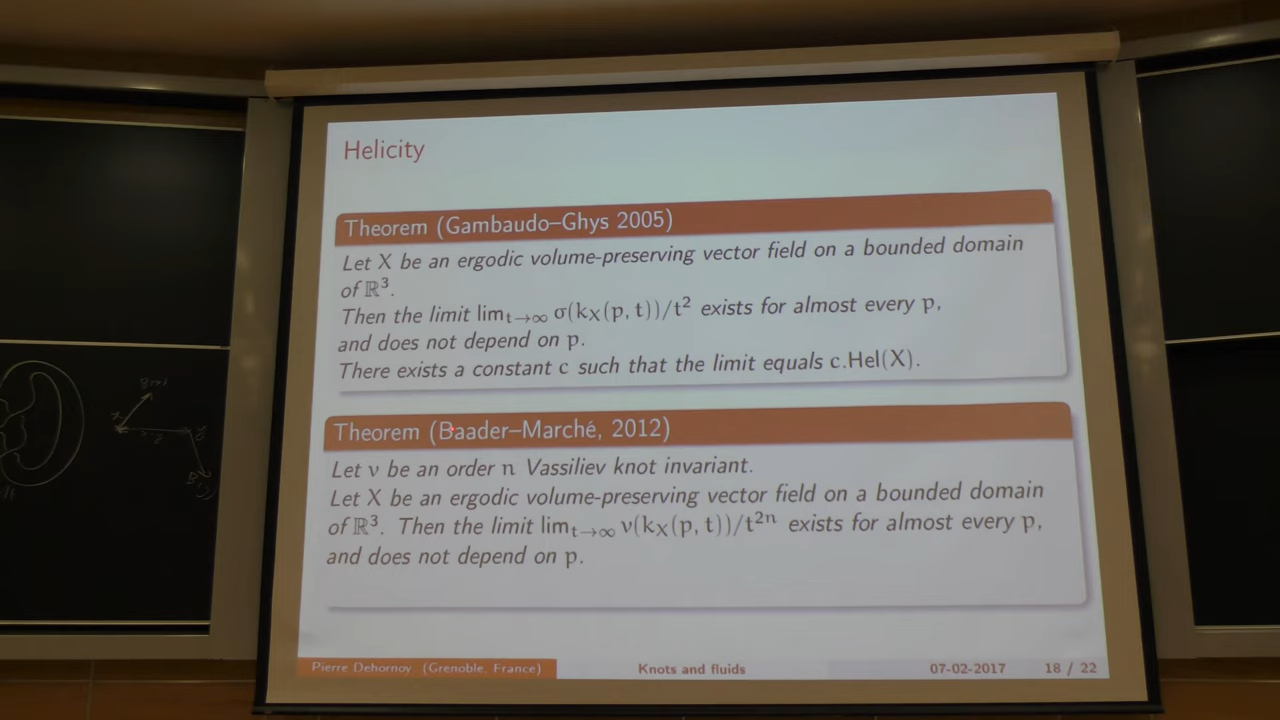 Helicity
Theorem (Gambaudo–Ghys 2005)
Let X be an ergodic volume-preserving vector field on a bounded domain
of ℝ³.
Then the limit lim_{t→∞} σ(k_X(p, t))/t² exists for almost every p,
and does not depend on p.
There exists a constant c such that the limit equals c.Hel(X).
Theorem (Baader–Marché, 2012)
Let ν be an order n Vassiliev knot invariant.
Let X be an ergodic volume-preserving vector field on a bounded domain
of ℝ³. Then the limit lim_{t→∞} ν(k_X(p, t))/t^{2n} exists for almost every p,
and does not depend on p.
Pierre Dehornoy (Grenoble, France) Knots and fluids 07-02-2017 18 / 22